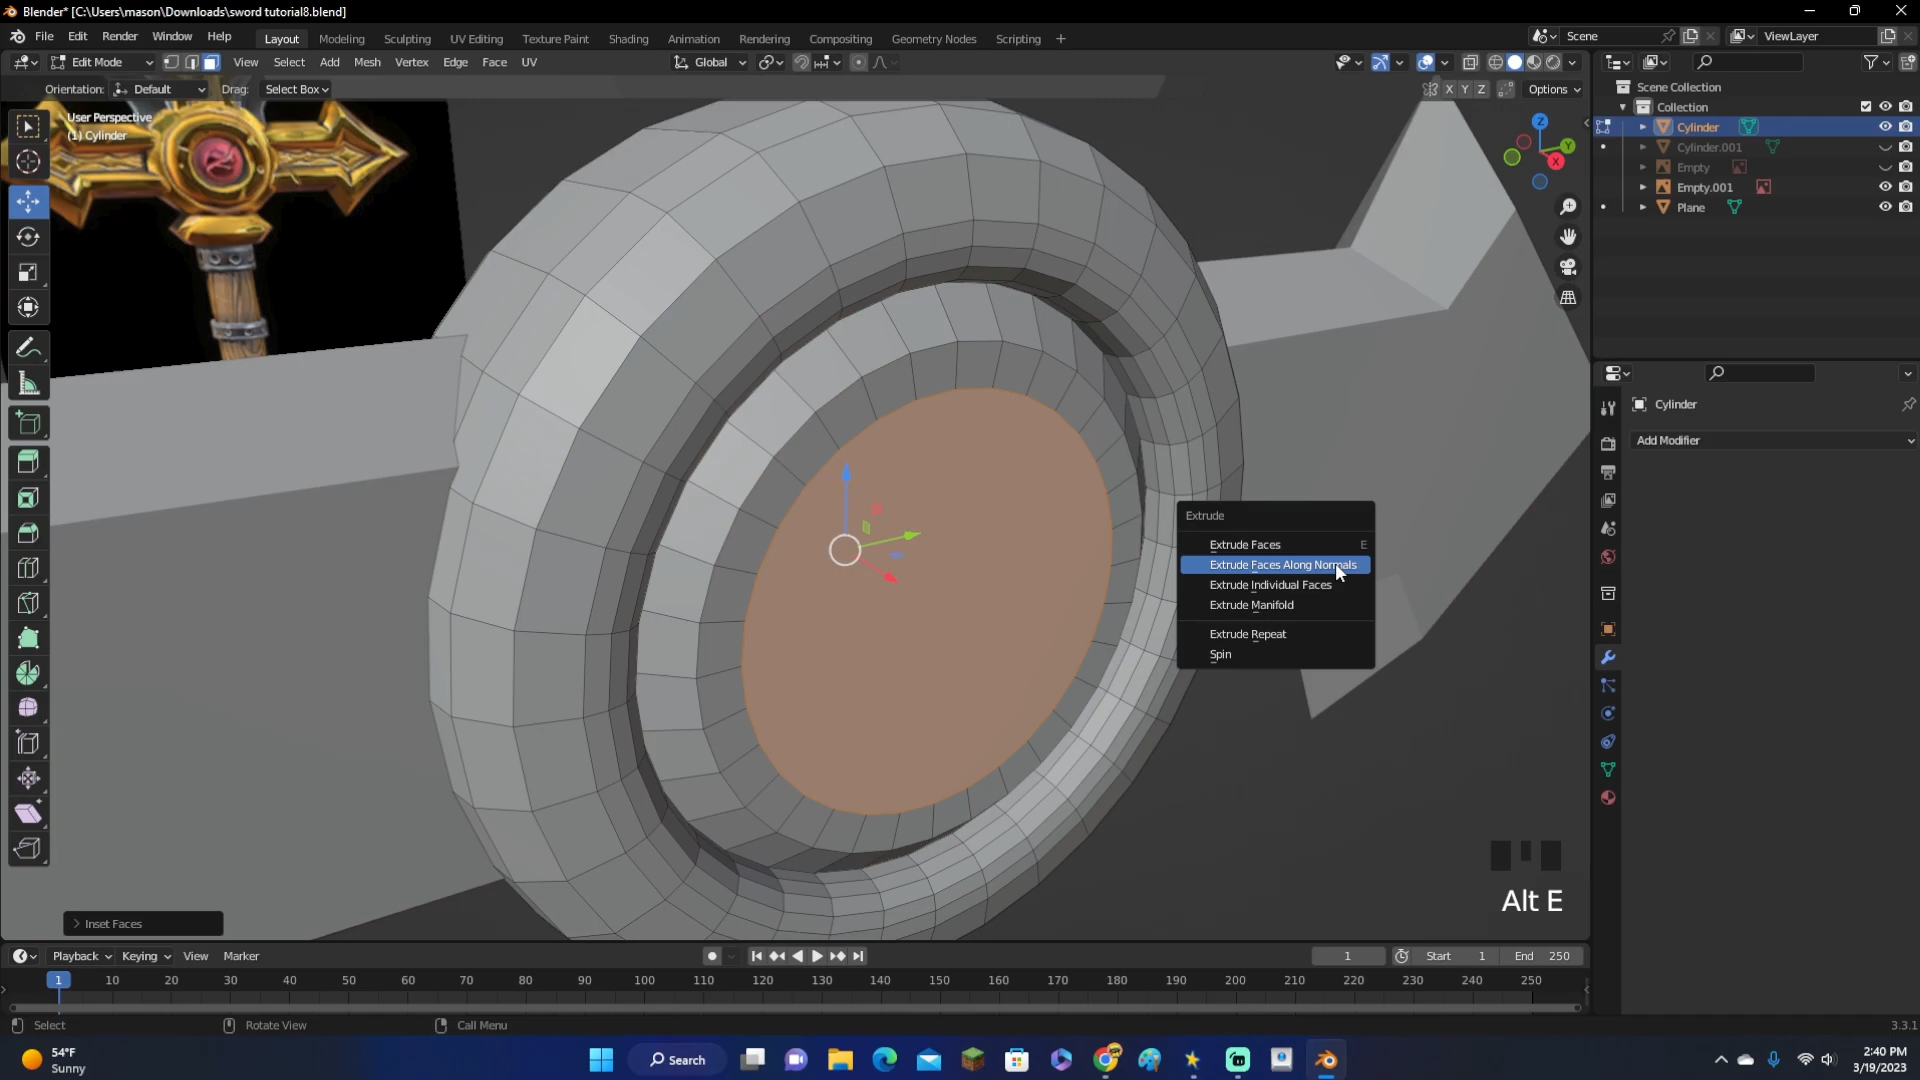 Blender* [C:\Users\mason\Downloads\sword tutorial8.blend]
File Edit Render Window Help Layout Modeling Sculpting UV Editing Texture Paint Shading Animation Rendering Compositing Geometry Nodes Scripting + Scene ViewLayer
Edit Mode View Select Add Mesh Vertex Edge Face UV Global
Orientation: Default Drag: Select Box X Y Z Options
User Perspective
(1) Cylinder
Z
Y
X
Scene Collection
Collection
Cylinder
Cylinder.001
Empty
Empty.001
Plane
Cylinder
Add Modifier
Extrude
Extrude Faces E
Extrude Faces Along Normals
Extrude Individual Faces
Extrude Manifold
Extrude Repeat
Spin
Alt E
> Inset Faces
Playback Keying View Marker 1 Start 1 End 250
1 10 20 30 40 50 60 70 80 90 100 110 120 130 140 150 160 170 180 190 200 210 220 230 240 250
Select Rotate View Call Menu 3.3.1
54°F
Sunny
Search
2:40 PM
3/19/2023